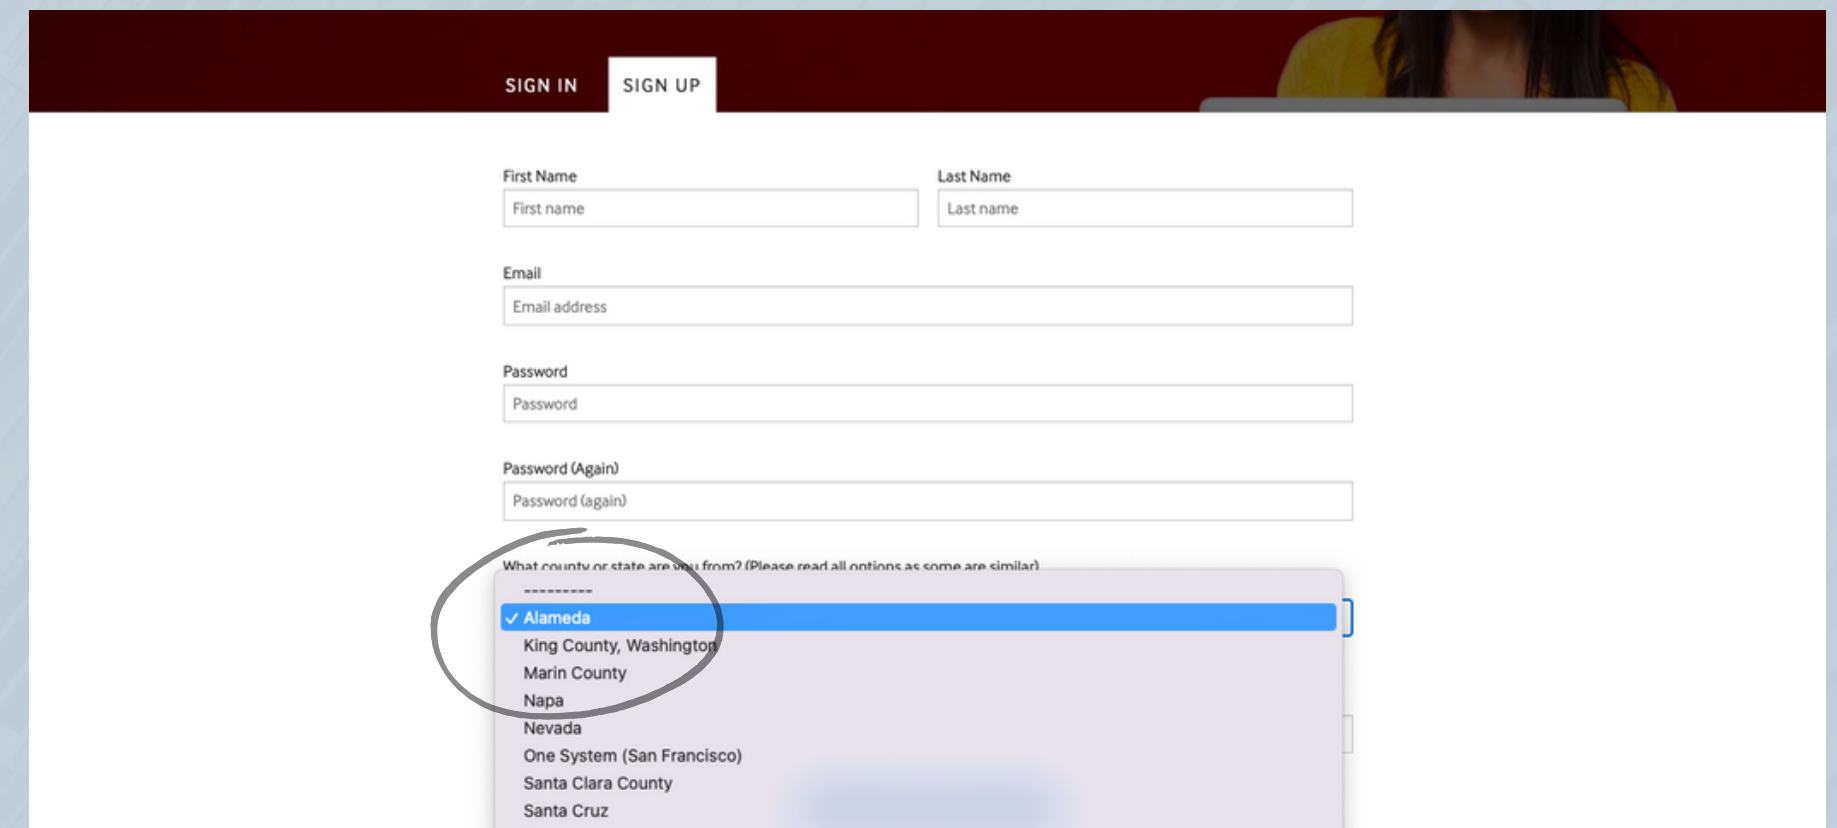 SIGN IN SIGN UP
First Name Last Name
First name Last name
Email
Email address
Password
Password
Password (Again)
Password (again)
What county or state are you from? (Please read all options as some are similar)
---------
✓ Alameda
King County, Washington
Marin County
Napa
Nevada
One System (San Francisco)
Santa Clara County
Santa Cruz